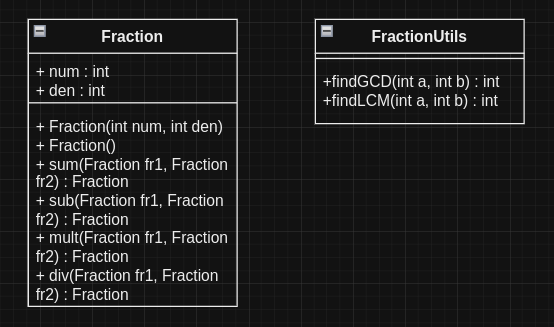 Fraction
+ num : int
+ den : int
+ Fraction(int num, int den)
+ Fraction()
+ sum(Fraction fr1, Fraction
fr2) : Fraction
+ sub(Fraction fr1, Fraction
fr2) : Fraction
+ mult(Fraction fr1, Fraction
fr2) : Fraction
+ div(Fraction fr1, Fraction
fr2) : Fraction
FractionUtils
+findGCD(int a, int b) : int
+findLCM(int a, int b) : int